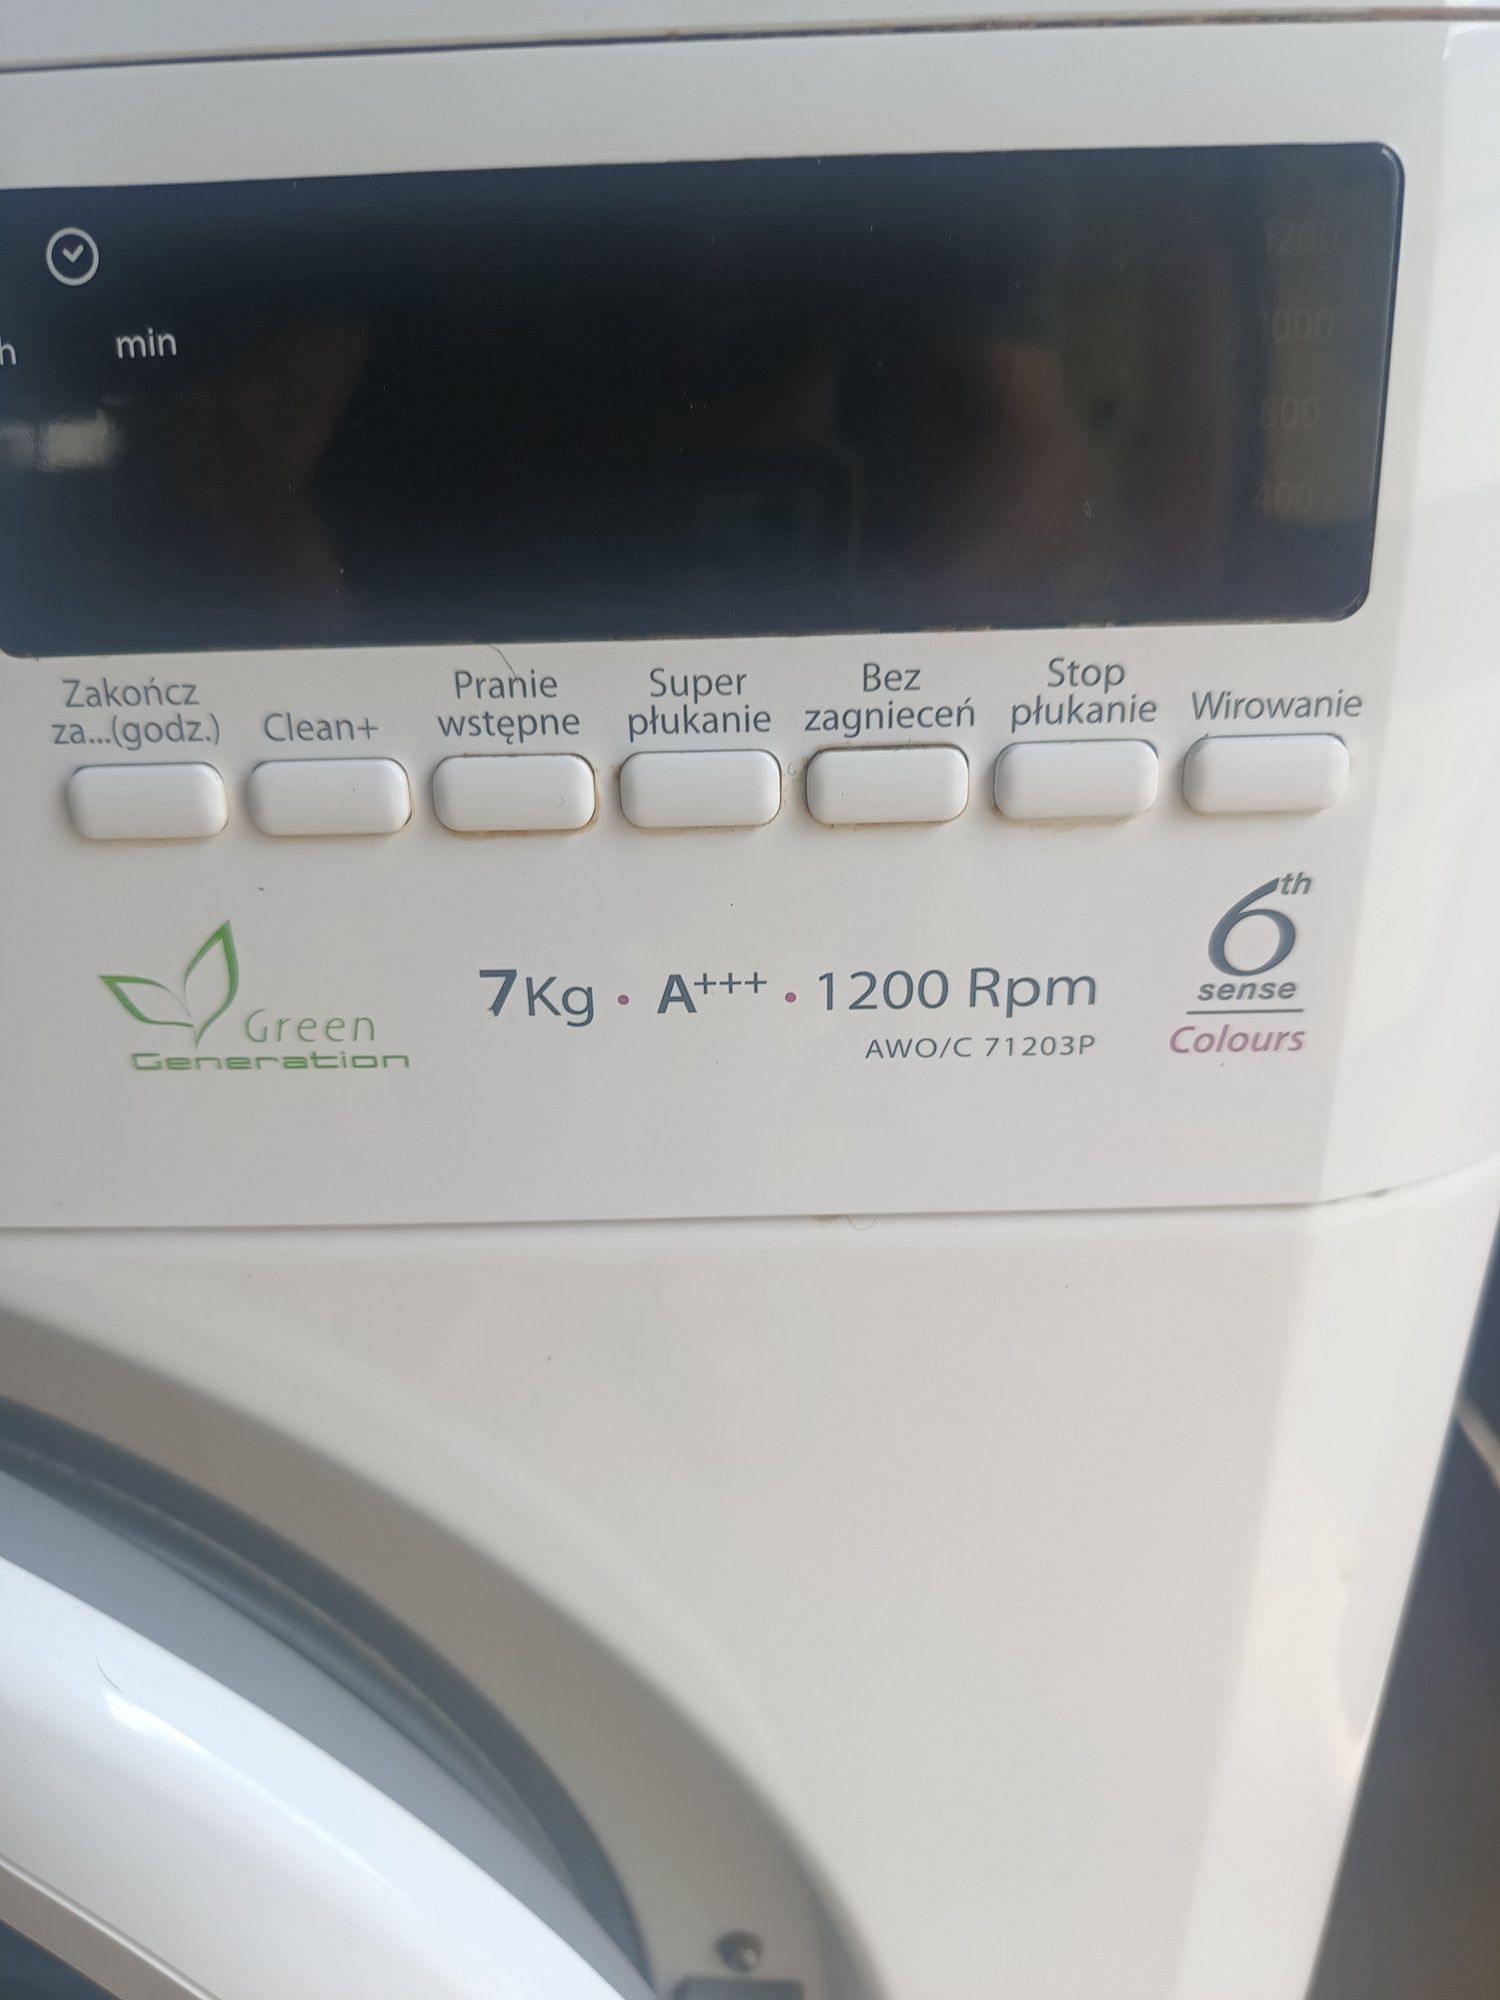 1200
1000
800
400
h min
Zakończ
za...(godz.)
Clean+
Pranie
wstępne
Super
płukanie
Bez
zagnieceń
Stop
płukanie
Wirowanie
Green
Generation
7Kg • A+++ • 1200 Rpm
AWO/C 71203P
6th
sense
Colours